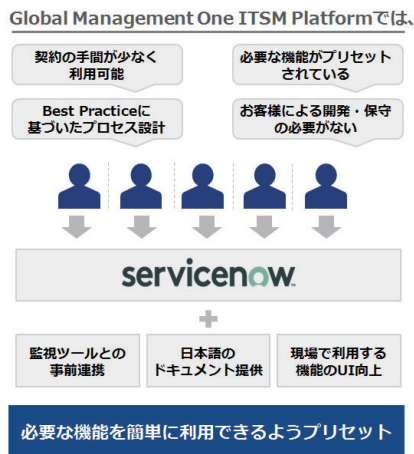 Global Management One ITSM Platformでは、
契約の手間が少なく
利用可能
必要な機能がプリセット
されている
Best Practiceに
基づいたプロセス設計
お客様による開発・保守
の必要がない
servicenow
+
監視ツールとの
事前連携
日本語の
ドキュメント提供
現場で利用する
機能のUI向上
必要な機能を簡単に利用できるようプリセット